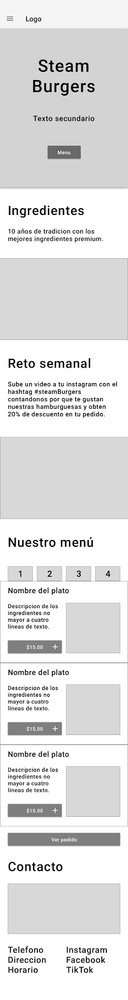 Logo
Steam
Burgers
Texto secundario
Menu
Ingredientes
10 años de tradicion con los
mejores ingredientes premium.
Reto semanal
Sube un video a tu instagram con el
hashtag #steamBurgers
contandonos por que te gustan
nuestras hamburguesas y obten
20% de descuento en tu pedido.
Nuestro menú
1 2 3 4
Nombre del plato
Descripcion de los
ingredientes no
mayor a cuatro
lineas de texto.
$15.00 +
Nombre del plato
Descripcion de los
ingredientes no
mayor a cuatro
lineas de texto.
$15.00 +
Nombre del plato
Descripcion de los
ingredientes no
mayor a cuatro
lineas de texto.
$15.00 +
Ver pedido
Contacto
Telefono
Direccion
Horario
Instagram
Facebook
TikTok